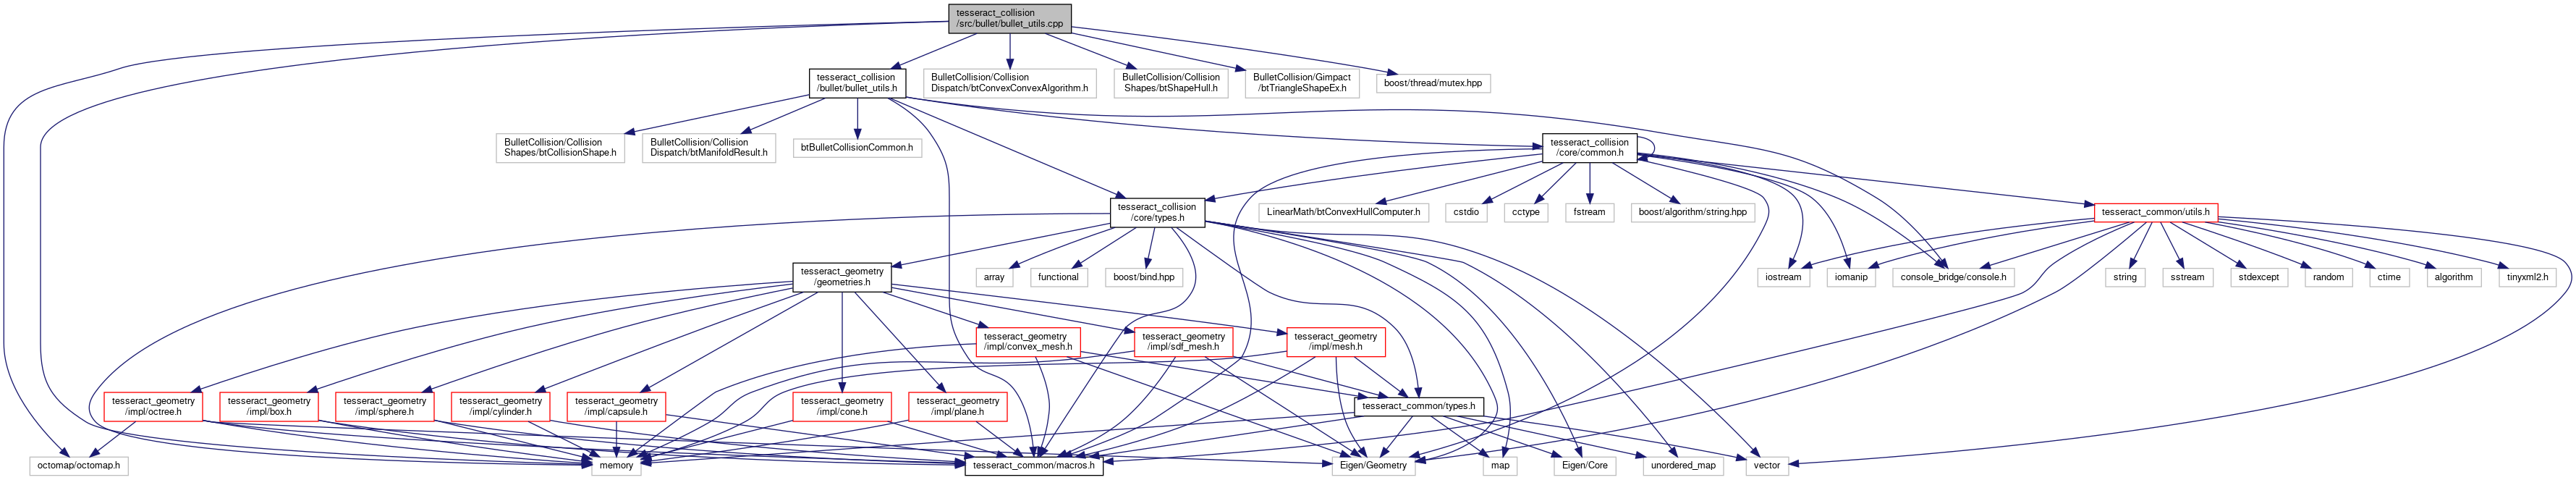 tesseract_collision
/src/bullet/bullet_utils.cpp
tesseract_collision
/bullet/bullet_utils.h
BulletCollision/Collision
Dispatch/btConvexConvexAlgorithm.h
BulletCollision/Collision
Shapes/btShapeHull.h
BulletCollision/Gimpact
/btTriangleShapeEx.h
boost/thread/mutex.hpp
BulletCollision/Collision
Shapes/btCollisionShape.h
BulletCollision/Collision
Dispatch/btManifoldResult.h
btBulletCollisionCommon.h
tesseract_collision
/core/common.h
tesseract_collision
/core/types.h
LinearMath/btConvexHullComputer.h
cstdio
cctype
fstream
boost/algorithm/string.hpp
tesseract_common/utils.h
tesseract_geometry
/geometries.h
array
functional
boost/bind.hpp
iostream
iomanip
console_bridge/console.h
string
sstream
stdexcept
random
ctime
algorithm
tinyxml2.h
tesseract_geometry
/impl/convex_mesh.h
tesseract_geometry
/impl/sdf_mesh.h
tesseract_geometry
/impl/mesh.h
tesseract_geometry
/impl/octree.h
tesseract_geometry
/impl/box.h
tesseract_geometry
/impl/sphere.h
tesseract_geometry
/impl/cylinder.h
tesseract_geometry
/impl/capsule.h
tesseract_geometry
/impl/cone.h
tesseract_geometry
/impl/plane.h
tesseract_common/types.h
octomap/octomap.h
memory
tesseract_common/macros.h
Eigen/Geometry
map
Eigen/Core
unordered_map
vector